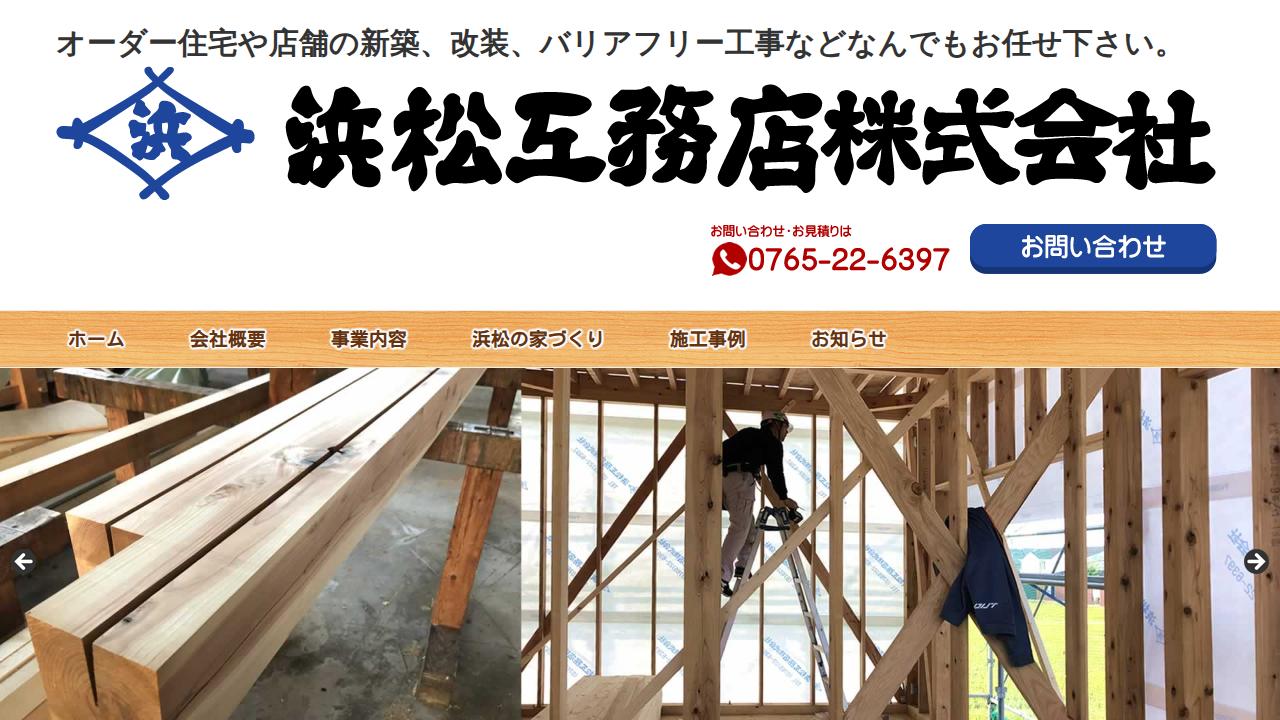 オーダー住宅や店舗の新築、改装、バリアフリー工事などなんでもお任せ下さい。
浜
浜松工務店株式会社
お問い合わせ・お見積りは
0765-22-6397
お問い合わせ
ホーム
会社概要
事業内容
浜松の家づくり
施工事例
お知らせ